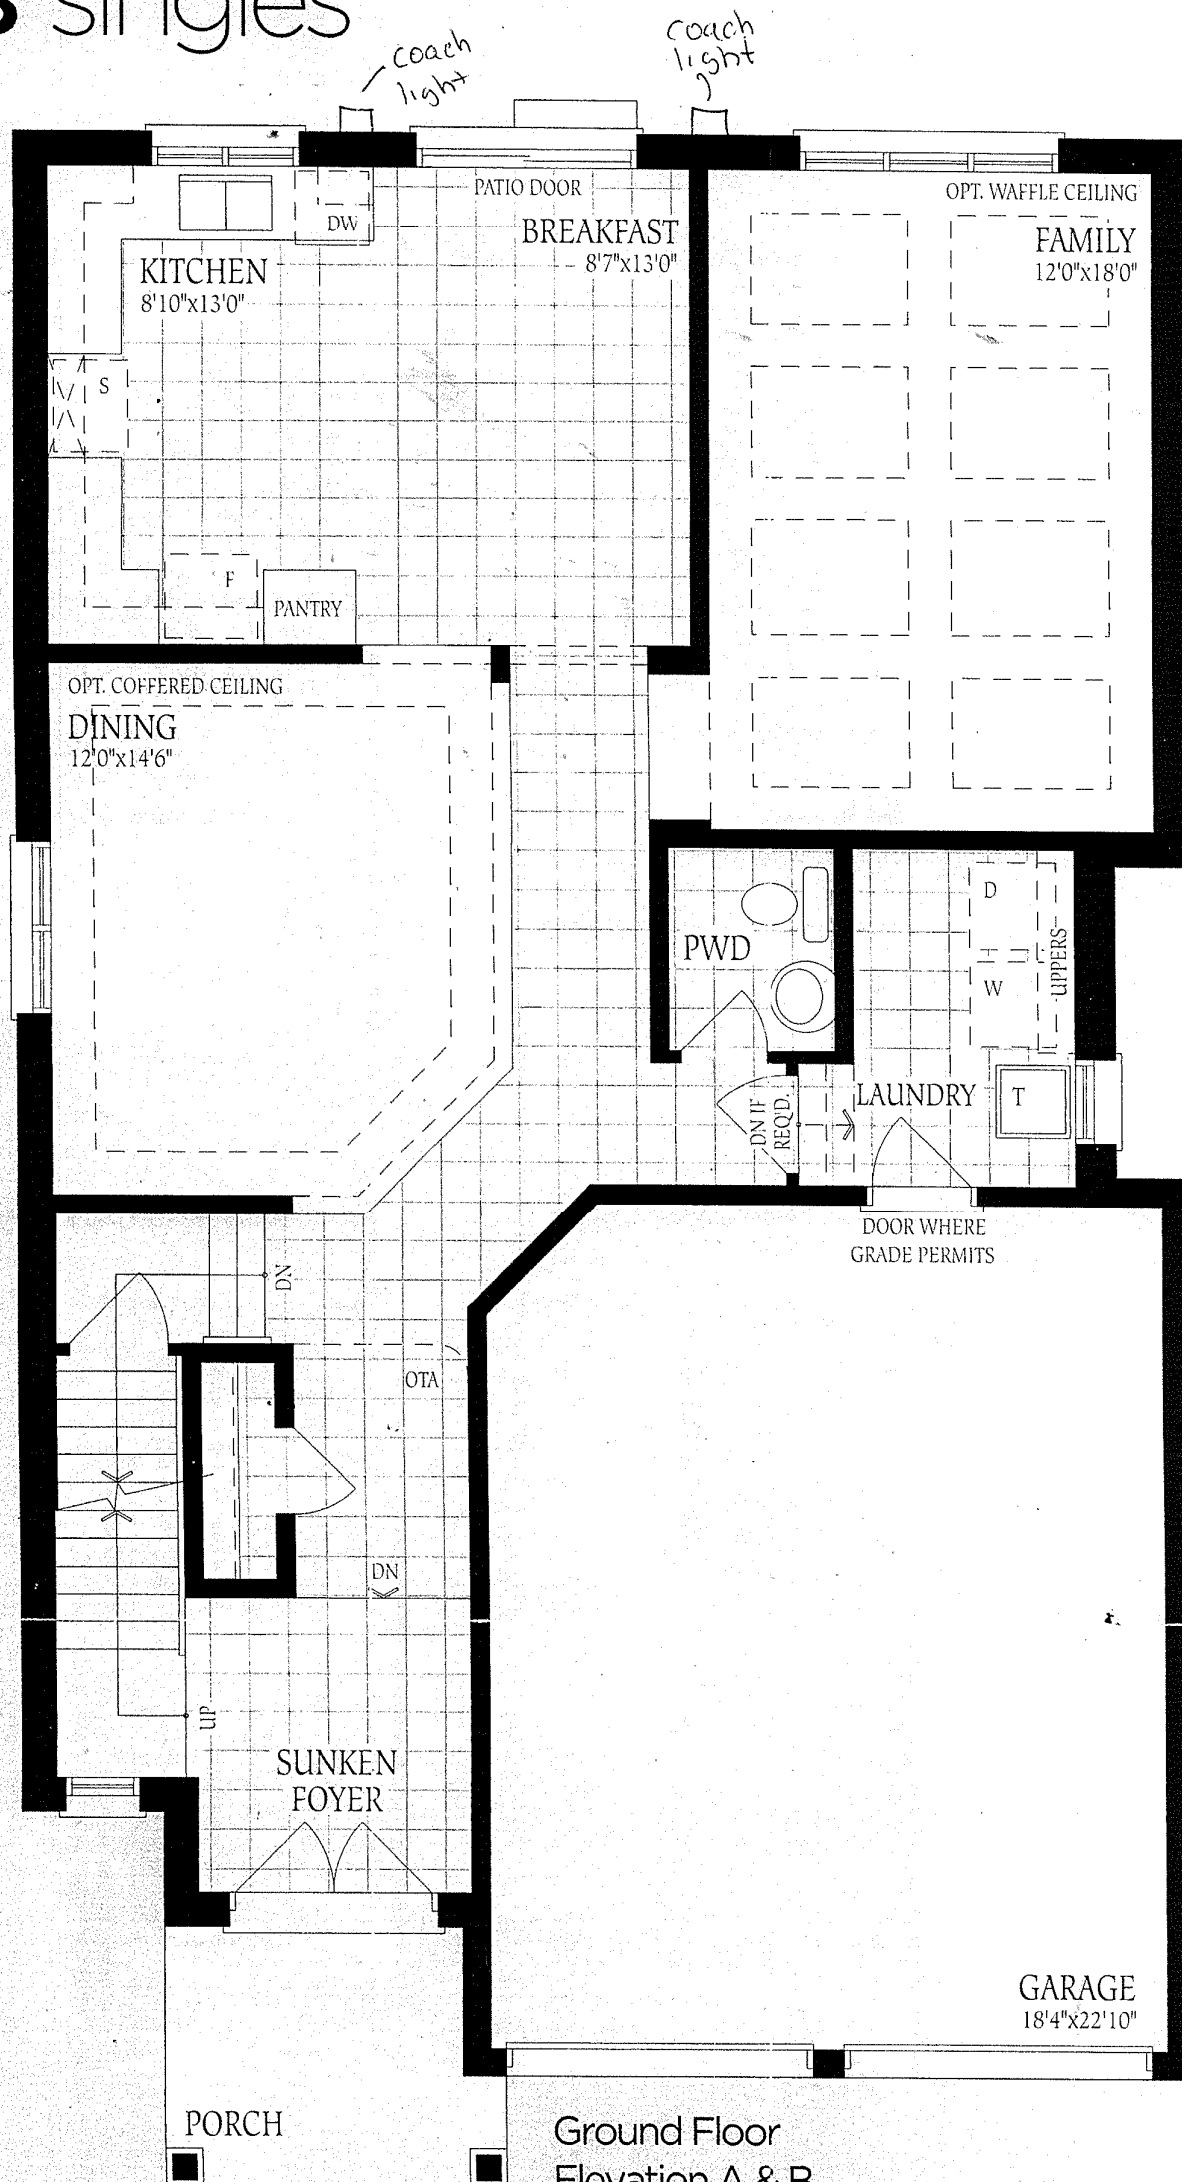 singles
coach
light
coach
light
PATIO DOOR
OPT. WAFFLE CEILING
DW
BREAKFAST
8'7"x13'0"
FAMILY
12'0"x18'0"
KITCHEN
8'10"x13'0"
S
F
PANTRY
OPT. COFFERED CEILING
DINING
12'0"x14'6"
D
PWD
UPPERS
W
LAUNDRY
T
DN IF
REQ'D.
DOOR WHERE
GRADE PERMITS
DN
OTA
DN
UP
SUNKEN
FOYER
GARAGE
18'4"x22'10"
PORCH
Ground Floor
Elevation A & B